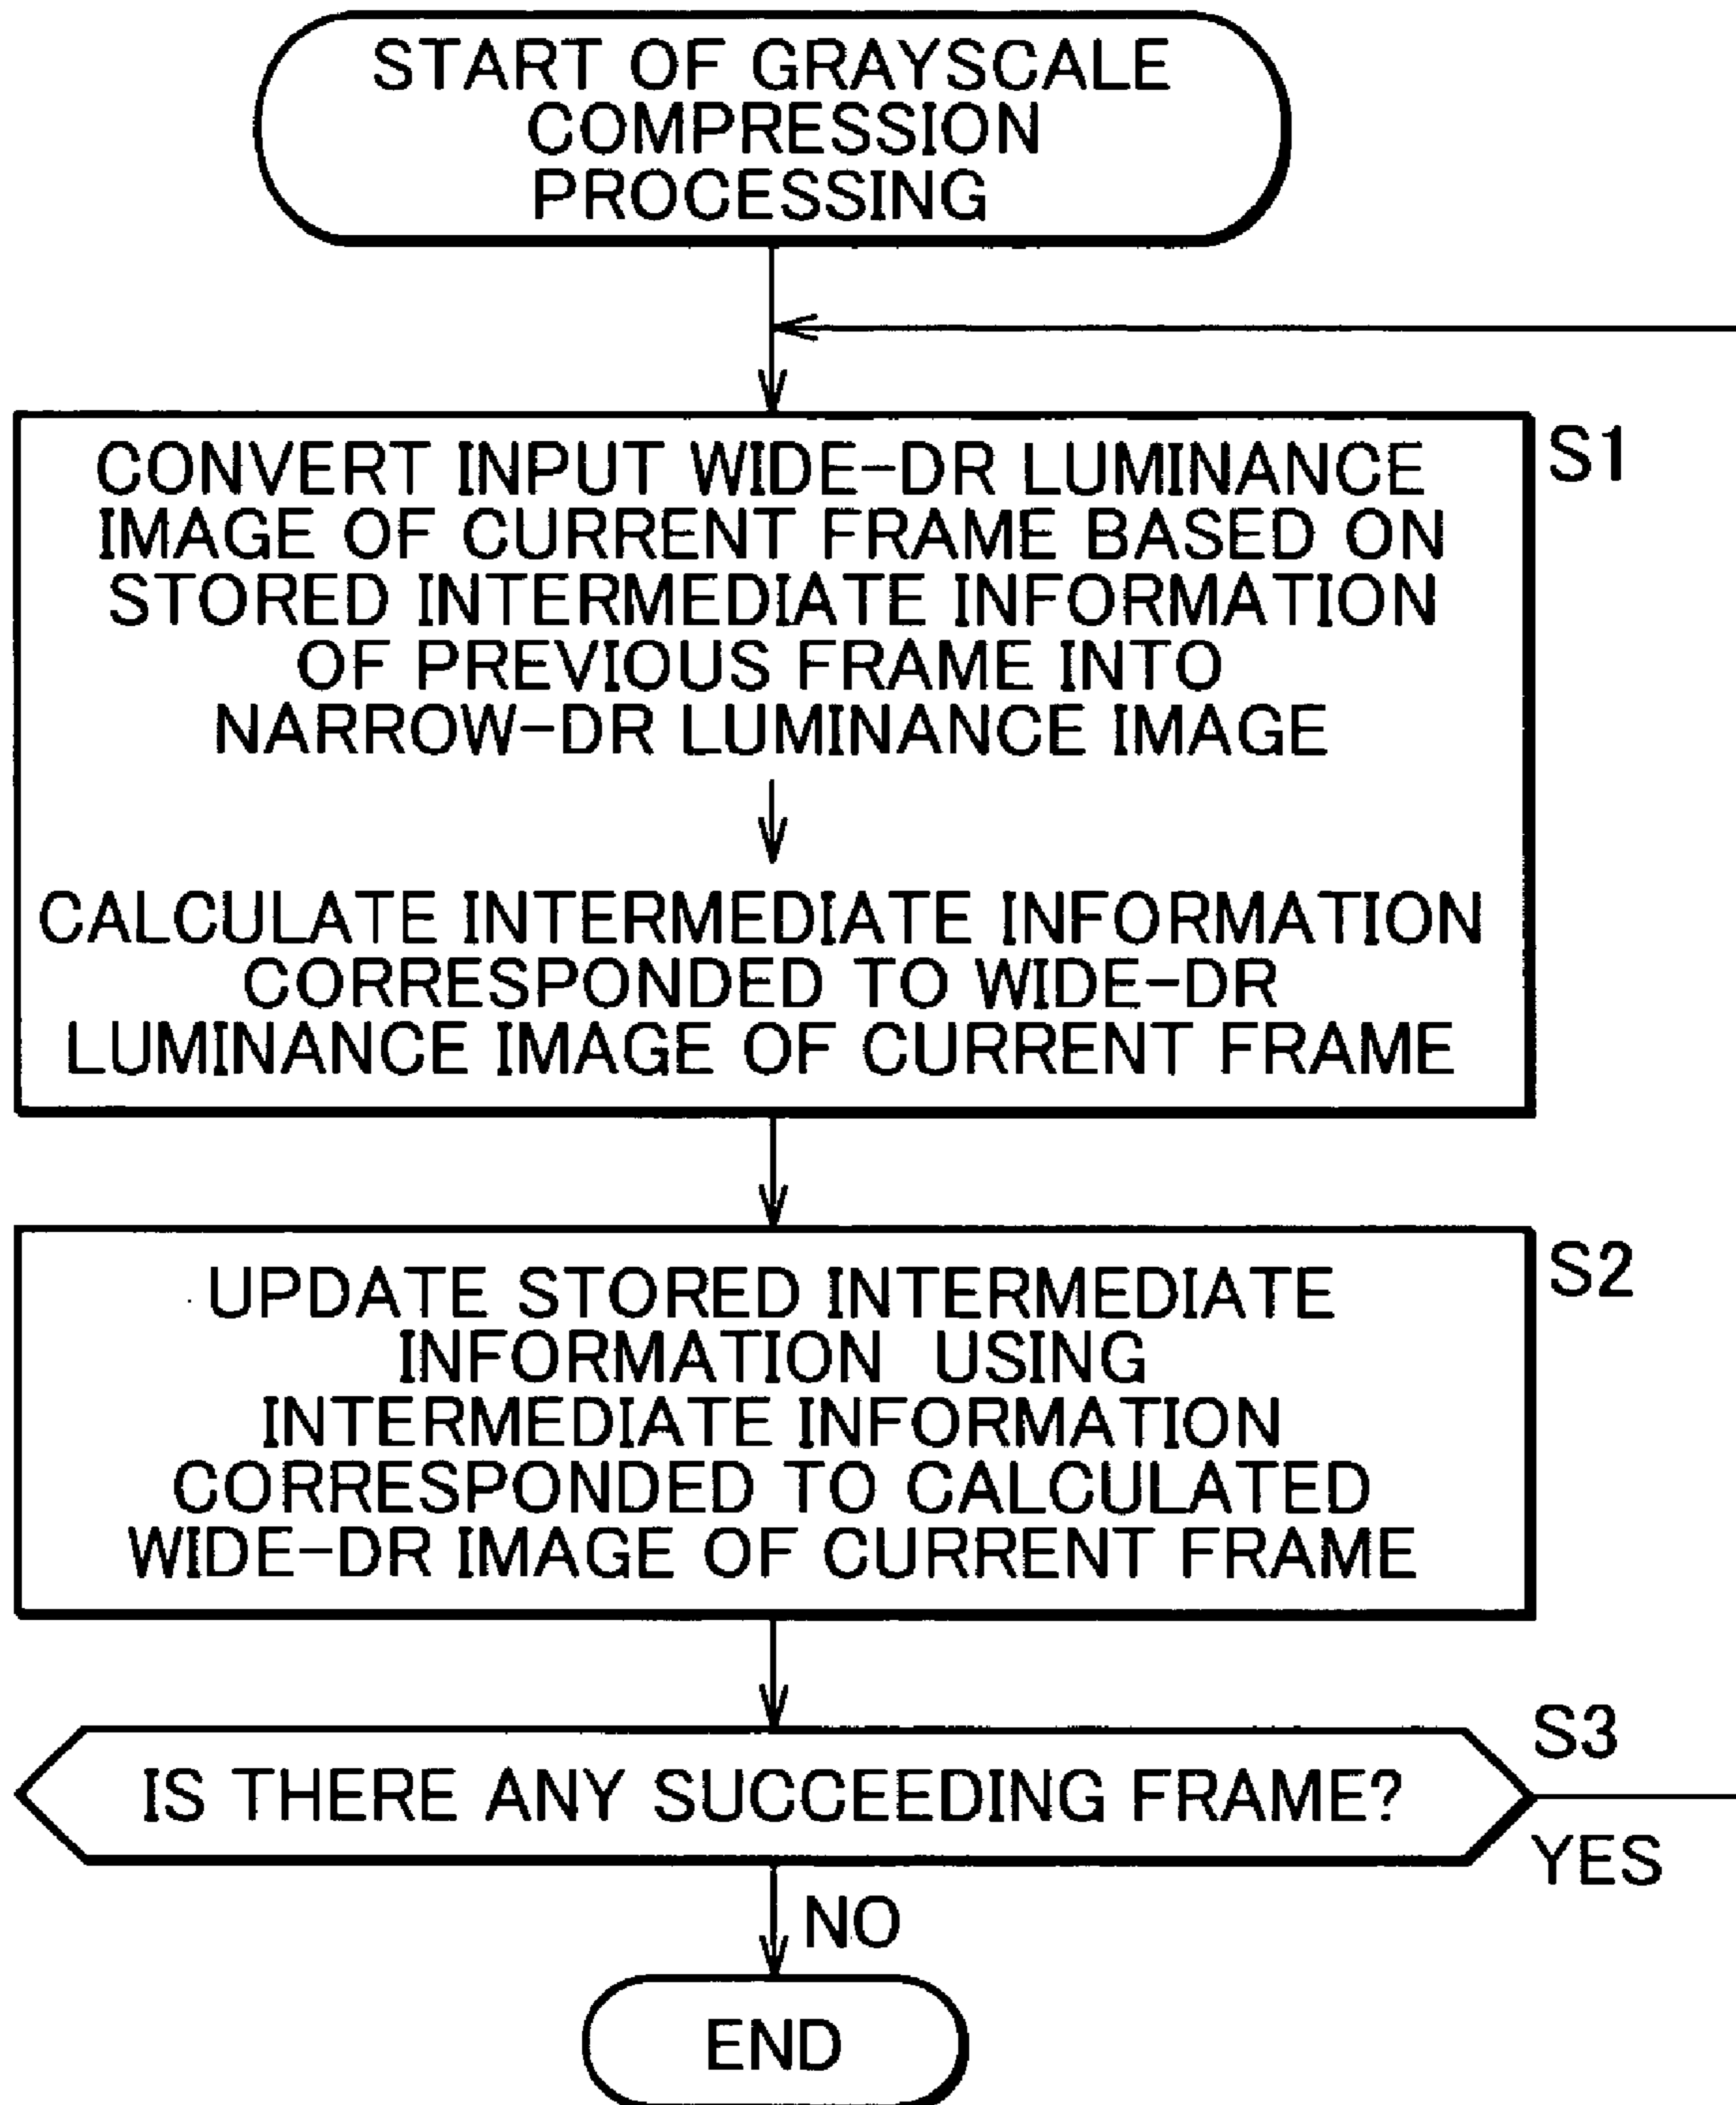 START OF GRAYSCALE
COMPRESSION
PROCESSING
CONVERT INPUT WIDE-DR LUMINANCE
IMAGE OF CURRENT FRAME BASED ON
STORED INTERMEDIATE INFORMATION
OF PREVIOUS FRAME INTO
NARROW-DR LUMINANCE IMAGE
S1
CALCULATE INTERMEDIATE INFORMATION
CORRESPONDED TO WIDE-DR
LUMINANCE IMAGE OF CURRENT FRAME
UPDATE STORED INTERMEDIATE
INFORMATION USING
INTERMEDIATE INFORMATION
CORRESPONDED TO CALCULATED
WIDE-DR IMAGE OF CURRENT FRAME
S2
IS THERE ANY SUCCEEDING FRAME?
S3
YES
NO
END